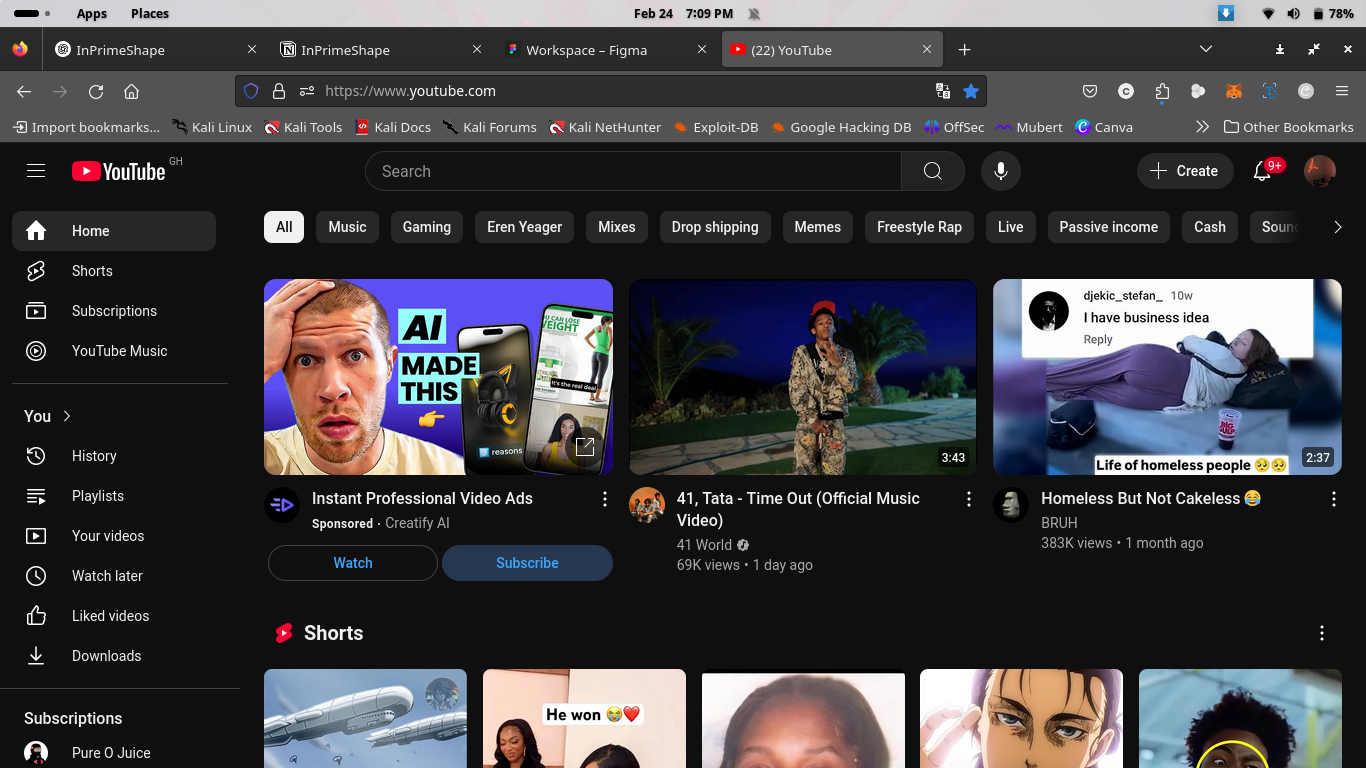 Apps Places Feb 24 7:09 PM 78%
InPrimeShape InPrimeShape Workspace – Figma (22) YouTube
https://www.youtube.com
Import bookmarks... Kali Linux Kali Tools Kali Docs Kali Forums Kali NetHunter Exploit-DB Google Hacking DB OffSec Mubert Canva Other Bookmarks
YouTube GH
Search
Create
9+
All Music Gaming Eren Yeager Mixes Drop shipping Memes Freestyle Rap Live Passive income Cash
Home
Shorts
Subscriptions
YouTube Music
You
History
Playlists
Your videos
Watch later
Liked videos
Downloads
Subscriptions
Pure O Juice
AI
MADE
THIS
U CAN LOSE
WEIGHT
It's the real deal
reasons
Instant Professional Video Ads
Sponsored · Creatify AI
Watch Subscribe
3:43
41, Tata - Time Out (Official Music
Video)
41 World
69K views • 1 day ago
djekic_stefan_ 10w
I have business idea
Reply
BIG
GULP
Life of homeless people 🥺🥺
2:37
Homeless But Not Cakeless 😂
BRUH
383K views • 1 month ago
Shorts
He won 😭❤️